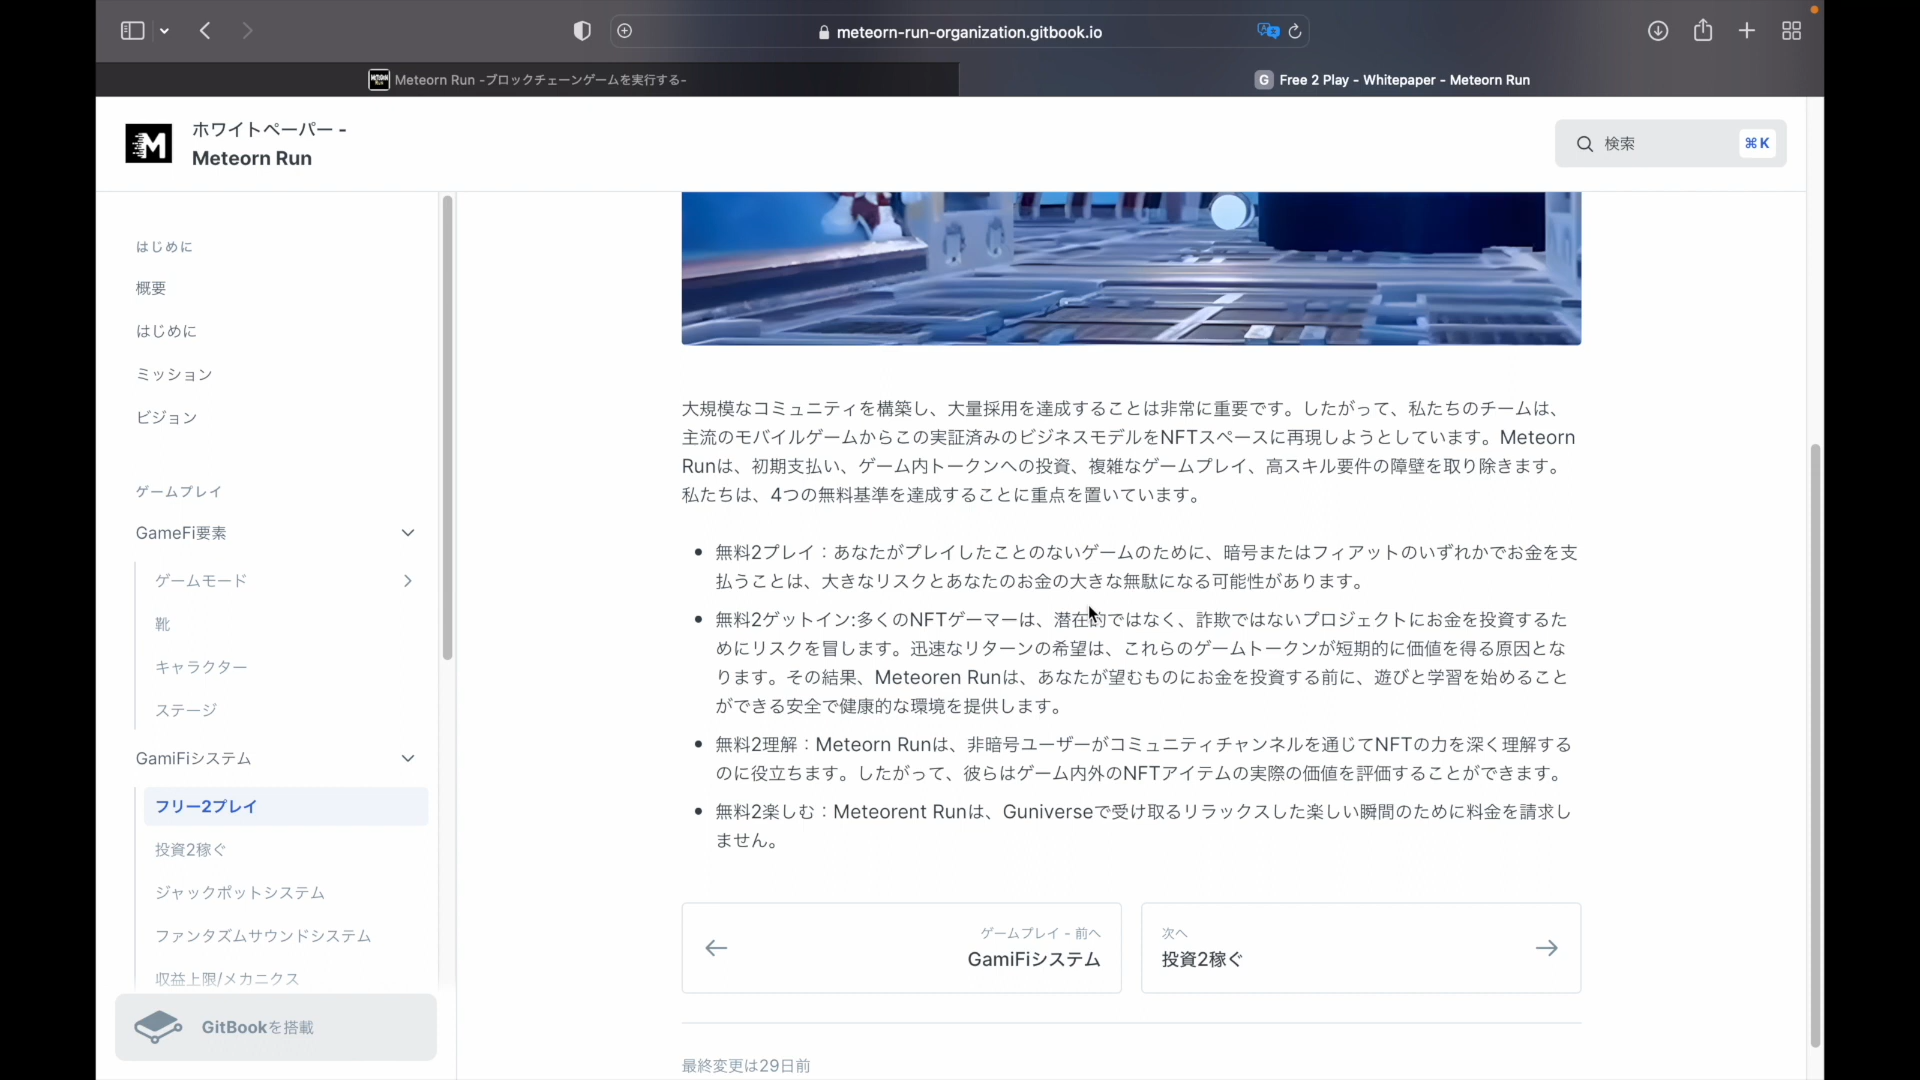 meteorn-run-organization.gitbook.io
Meteorn Run -ブロックチェーンゲームを実行する-
G Free 2 Play - Whitepaper - Meteorn Run
ホワイトペーパー -
Meteorn Run
検索
⌘K
はじめに
概要
はじめに
ミッション
ビジョン
ゲームプレイ
GameFi要素
ゲームモード
靴
キャラクター
ステージ
GamiFiシステム
フリー2プレイ
投資2稼ぐ
ジャックポットシステム
ファンタズムサウンドシステム
収益上限/メカニクス
GitBookを搭載
大規模なコミュニティを構築し、大量採用を達成することは非常に重要です。したがって、私たちのチームは、
主流のモバイルゲームからこの実証済みのビジネスモデルをNFTスペースに再現しようとしています。Meteorn
Runは、初期支払い、ゲーム内トークンへの投資、複雑なゲームプレイ、高スキル要件の障壁を取り除きます。
私たちは、4つの無料基準を達成することに重点を置いています。
• 無料2プレイ：あなたがプレイしたことのないゲームのために、暗号またはフィアットのいずれかでお金を支
払うことは、大きなリスクとあなたのお金の大きな無駄になる可能性があります。
• 無料2ゲットイン:多くのNFTゲーマーは、潜在的ではなく、詐欺ではないプロジェクトにお金を投資するた
めにリスクを冒します。迅速なリターンの希望は、これらのゲームトークンが短期的に価値を得る原因とな
ります。その結果、Meteoren Runは、あなたが望むものにお金を投資する前に、遊びと学習を始めること
ができる安全で健康的な環境を提供します。
• 無料2理解：Meteorn Runは、非暗号ユーザーがコミュニティチャンネルを通じてNFTの力を深く理解する
のに役立ちます。したがって、彼らはゲーム内外のNFTアイテムの実際の価値を評価することができます。
• 無料2楽しむ：Meteorent Runは、Guniverseで受け取るリラックスした楽しい瞬間のために料金を請求し
ません。
ゲームプレイ - 前へ
GamiFiシステム
次へ
投資2稼ぐ
最終変更は29日前